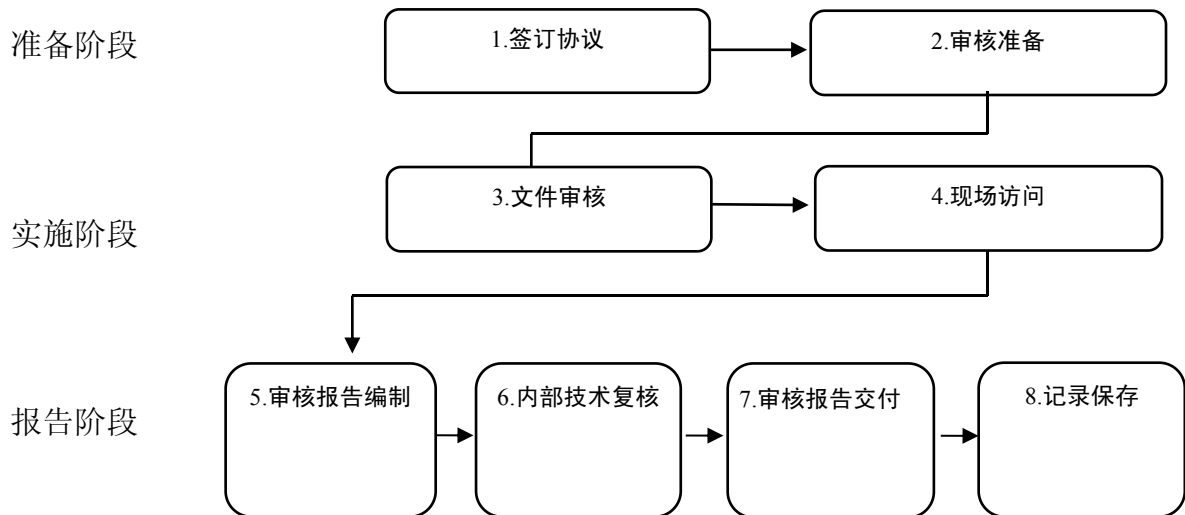 准备阶段
1.签订协议
2.审核准备
实施阶段
3.文件审核
4.现场访问
报告阶段
5.审核报告编制
6.内部技术复核
7.审核报告交付
8.记录保存